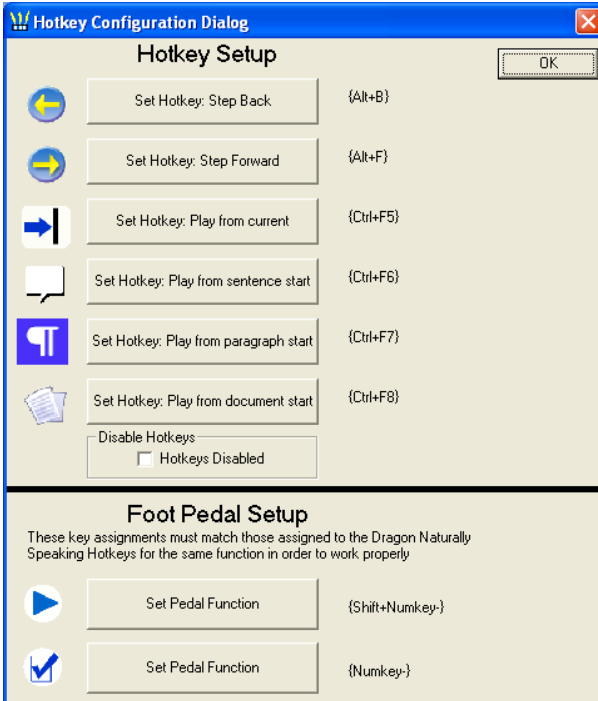 Hotkey Configuration Dialog
Hotkey Setup
OK
Set Hotkey: Step Back {Alt+B}
Set Hotkey: Step Forward {Alt+F}
Set Hotkey: Play from current {Ctrl+F5}
Set Hotkey: Play from sentence start {Ctrl+F6}
Set Hotkey: Play from paragraph start {Ctrl+F7}
Set Hotkey: Play from document start {Ctrl+F8}
Disable Hotkeys
Hotkeys Disabled
Foot Pedal Setup
These key assignments must match those assigned to the Dragon Naturally
Speaking Hotkeys for the same function in order to work properly
Set Pedal Function {Shift+Numkey-}
Set Pedal Function {Numkey-}